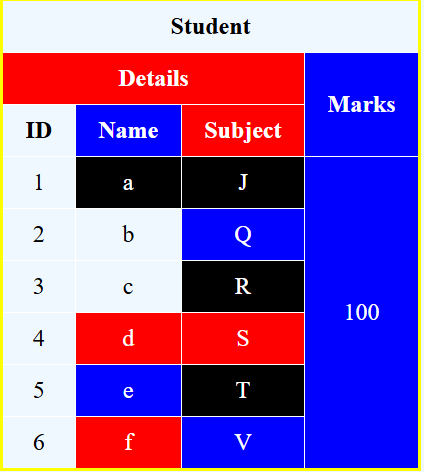 Student
Details
Marks
ID Name Subject
1 a J
2 b Q
3 c R
100
4 d S
5 e T
6 f V